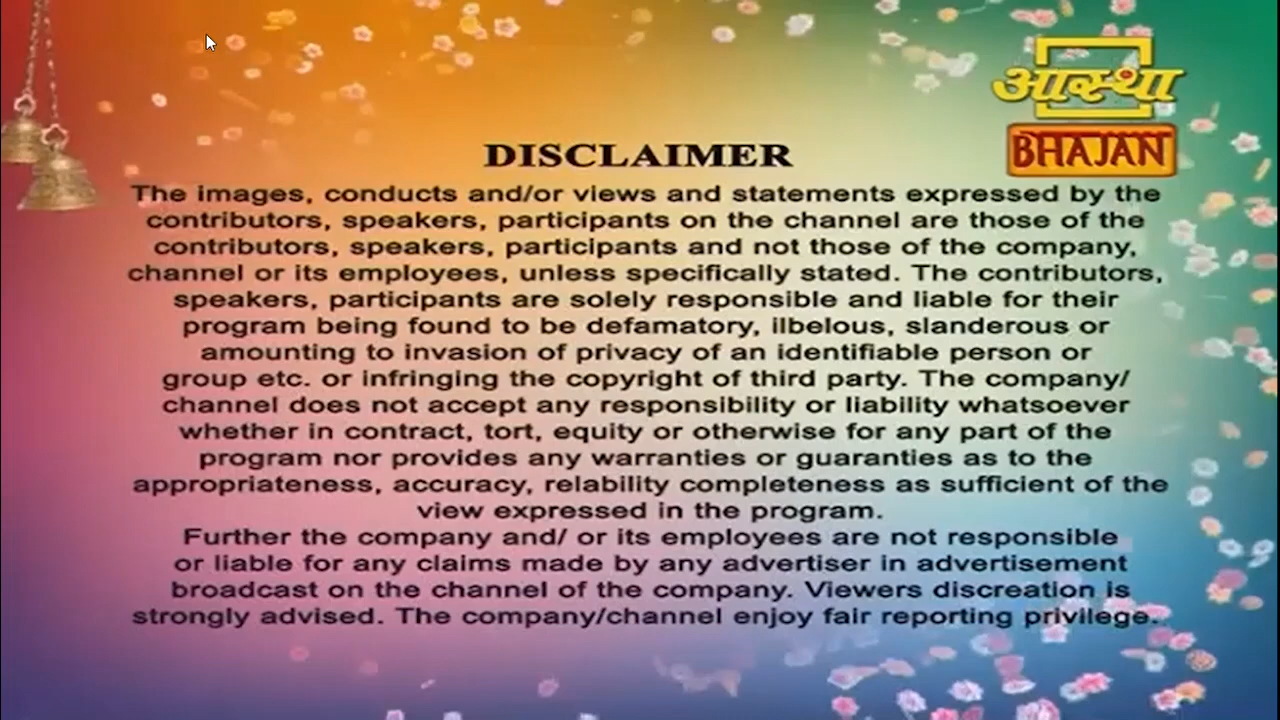 आस्था
BHAJAN
DISCLAIMER
The images, conducts and/or views and statements expressed by the
contributors, speakers, participants on the channel are those of the
contributors, speakers, participants and not those of the company,
channel or its employees, unless specifically stated. The contributors,
speakers, participants are solely responsible and liable for their
program being found to be defamatory, ilbelous, slanderous or
amounting to invasion of privacy of an identifiable person or
group etc. or infringing the copyright of third party. The company/
channel does not accept any responsibility or liability whatsoever
whether in contract, tort, equity or otherwise for any part of the
program nor provides any warranties or guaranties as to the
appropriateness, accuracy, relability completeness as sufficient of the
view expressed in the program.
Further the company and/ or its employees are not responsible
or liable for any claims made by any advertiser in advertisement
broadcast on the channel of the company. Viewers discreation is
strongly advised. The company/channel enjoy fair reporting privilege.